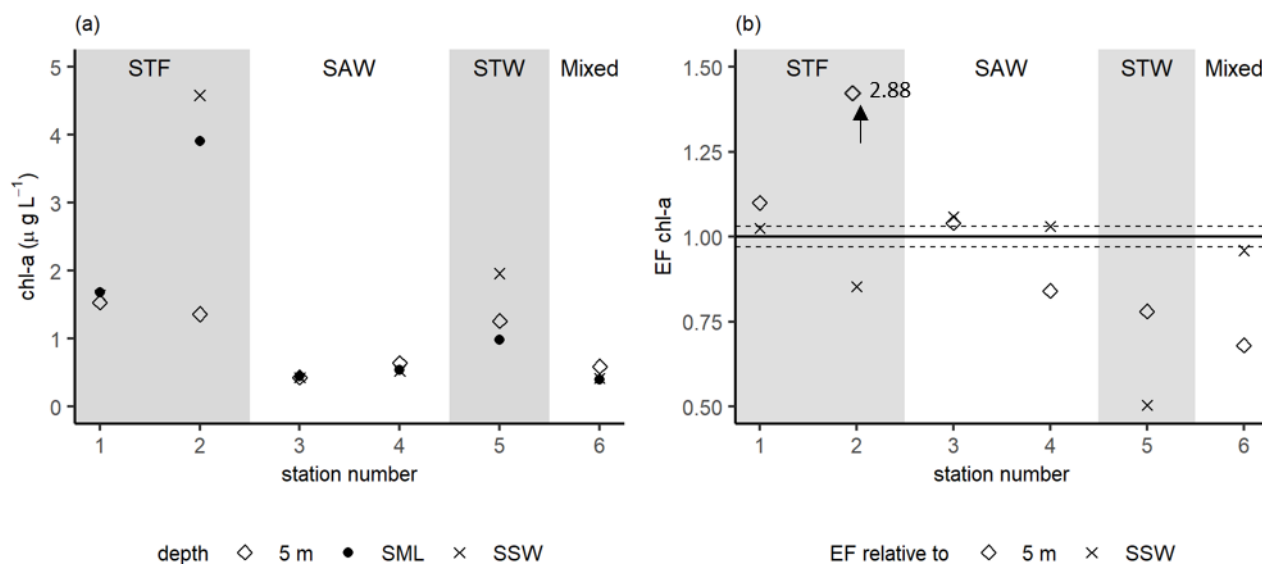 (a)
STF SAW STW Mixed
chl-a (μ g L⁻¹)
5
4
3
2
1
0
1 2 3 4 5 6
station number
depth 5 m SML SSW
(b)
STF SAW STW Mixed
2.88
EF chl-a
1.50
1.25
1.00
0.75
0.50
1 2 3 4 5 6
station number
EF relative to 5 m SSW